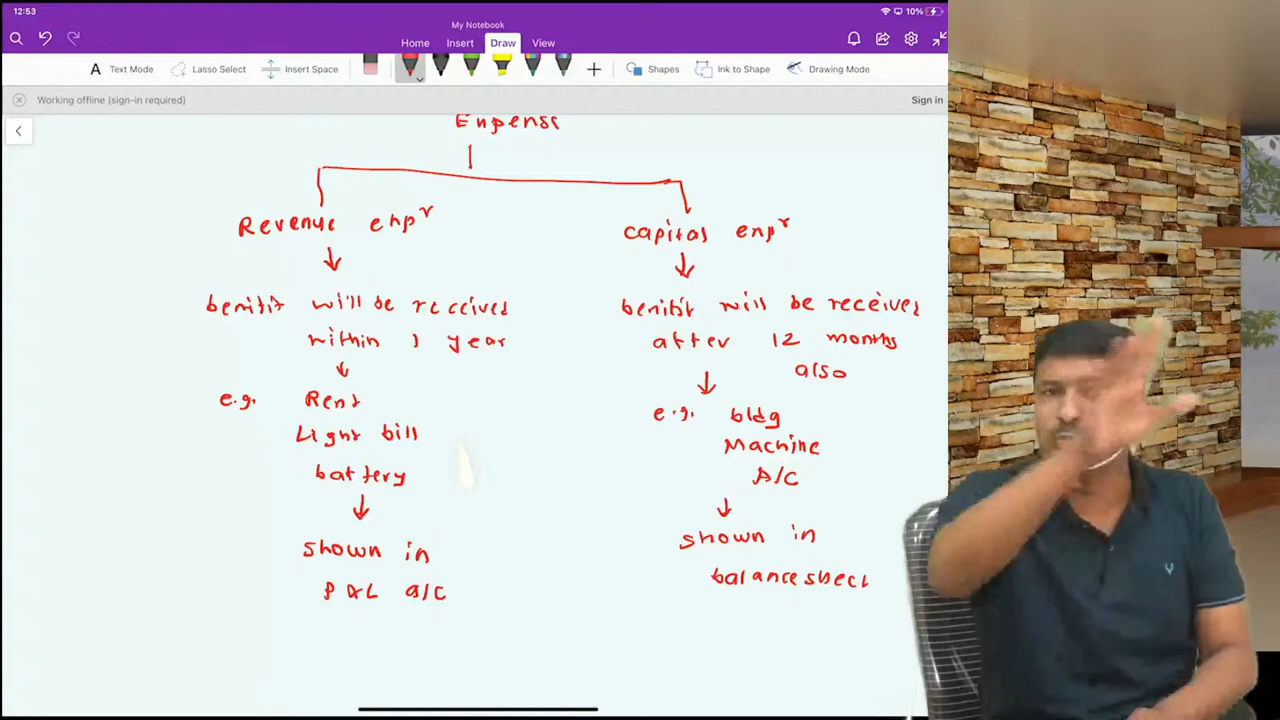 12:53
10%
My Notebook
Home Insert Draw View
Text Mode Lasso Select Insert Space Shapes Ink to Shape Drawing Mode
Working offline (sign-in required) Sign in
Expense
Revenue expr
benifit will be received
within 1 year
e.g. Rent
Light bill
battery
shown in
P&L a/c
Capital expr
benifit will be received
after 12 months
also
e.g. bldg
Machine
A/C
shown in
balancesheet